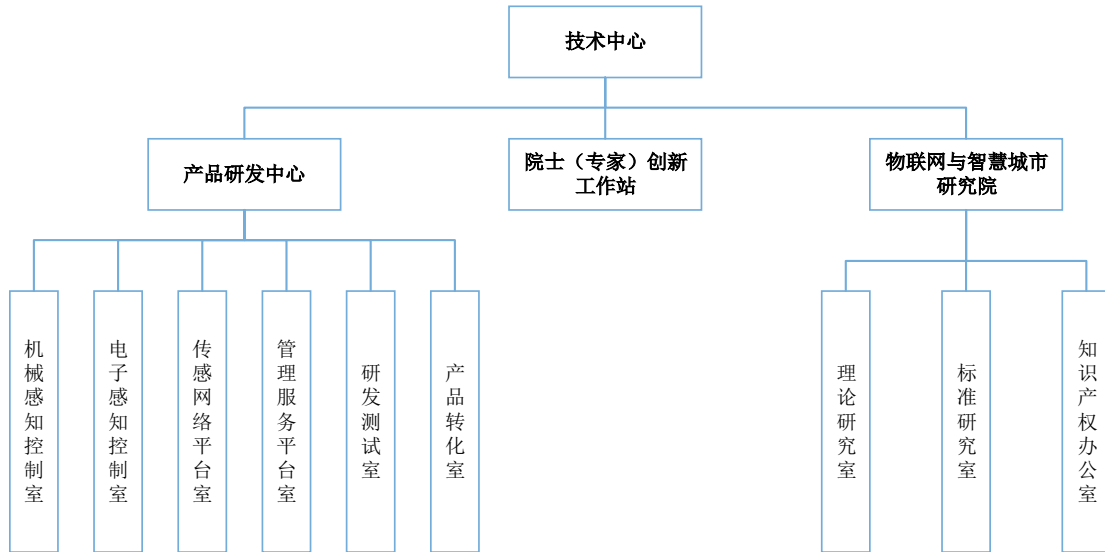 技术中心
产品研发中心
院士（专家）创新
工作站
物联网与智慧城市
研究院
机械感知控制室
电子感知控制室
传感网络平台室
管理服务平台室
研发测试室
产品转化室
理论研究室
标准研究室
知识产权办公室